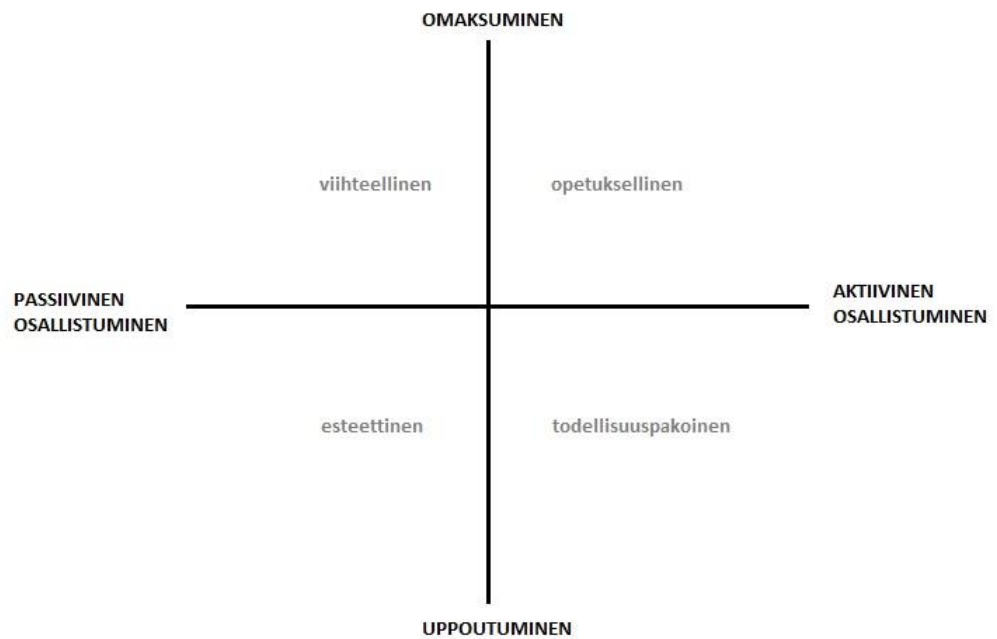 OMAKSUMINEN
viihteellinen
opetuksellinen
PASSIIVINEN
OSALLISTUMINEN
AKTIIVINEN
OSALLISTUMINEN
esteettinen
todellisuuspakoinen
UPPOUTUMINEN